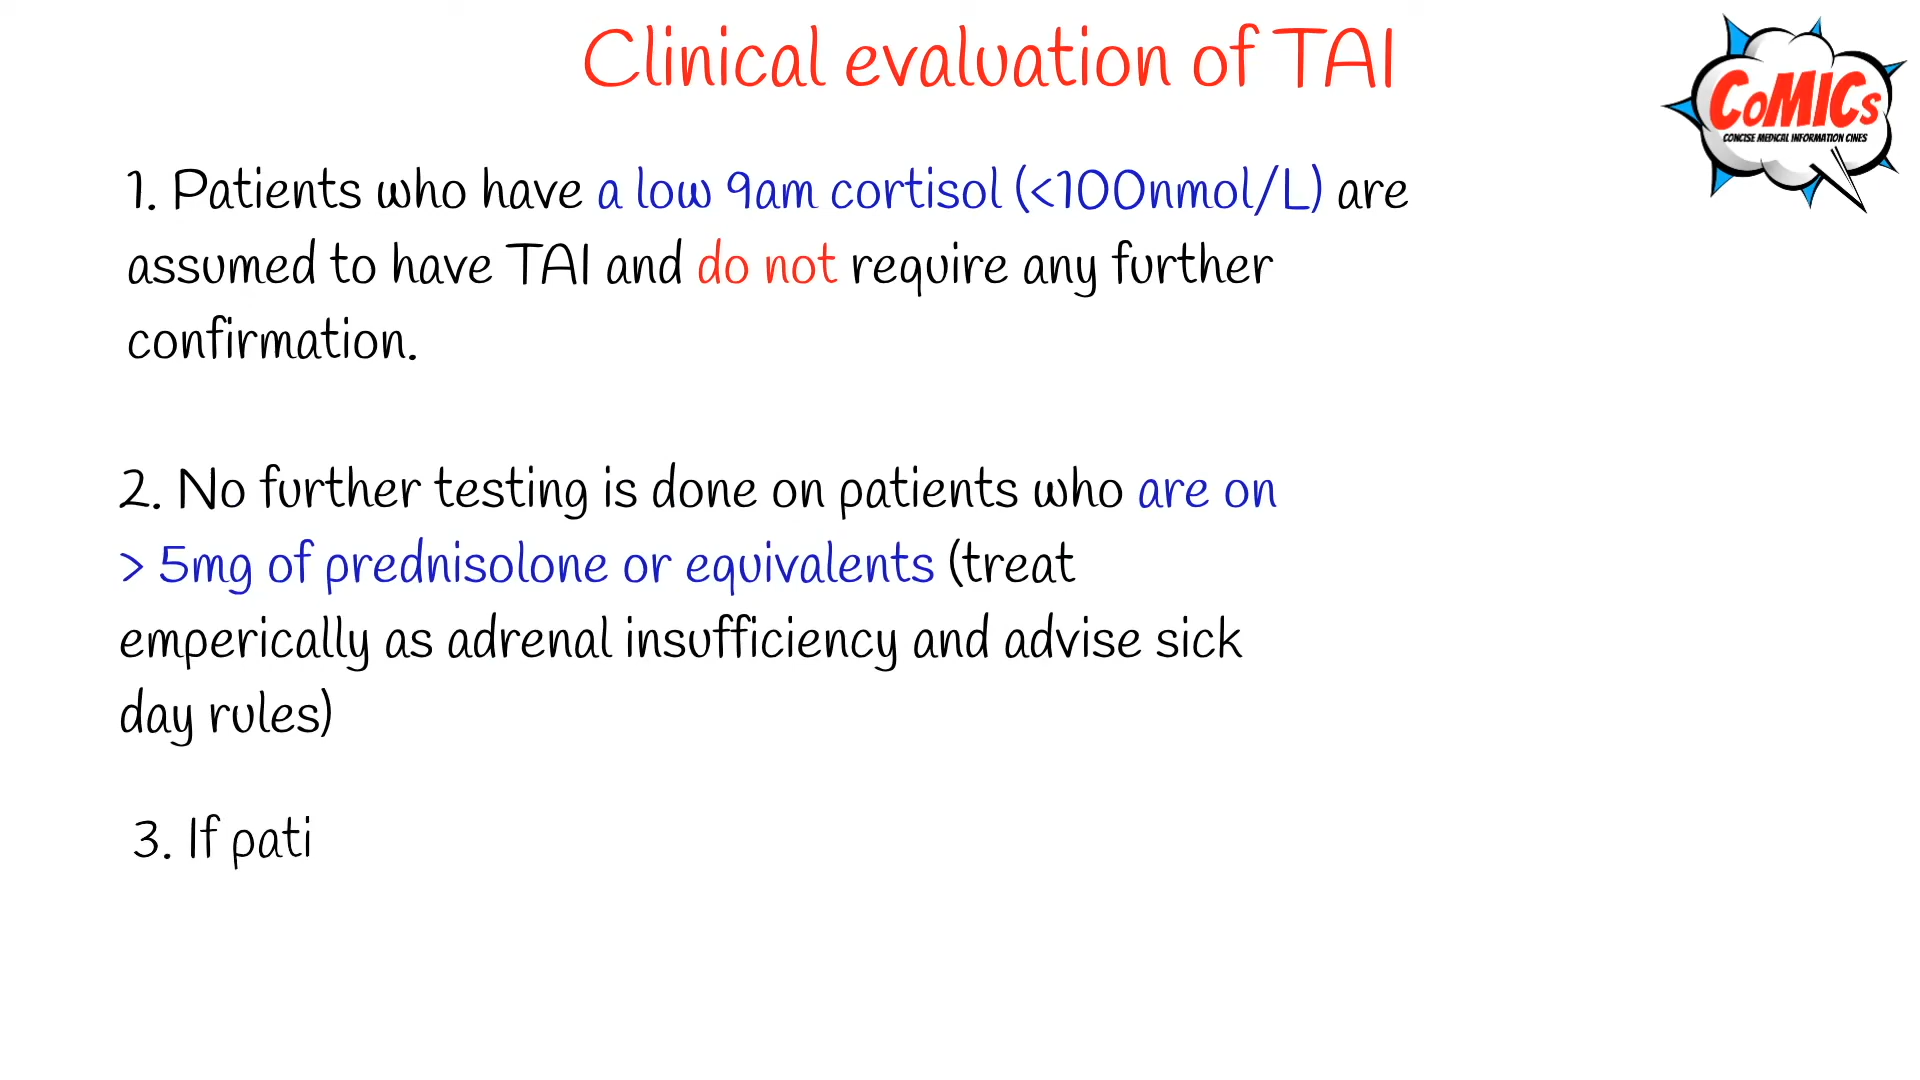 Clinical evaluation of TAI
CoMICs
CONCISE MEDICAL INFORMATION CINES
1. Patients who have a low 9am cortisol (<100nmol/L) are
assumed to have TAI and do not require any further
confirmation.
2. No further testing is done on patients who are on
> 5mg of prednisolone or equivalents (treat
emperically as adrenal insufficiency and advise sick
day rules)
3. If pati